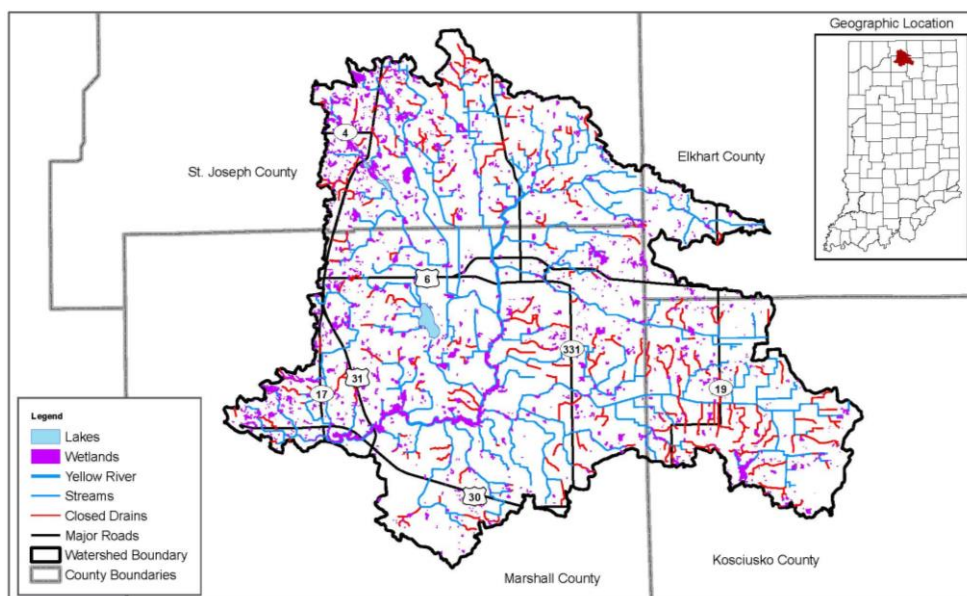 Geographic Location
4
St. Joseph County
Elkhart County
6
331
31
17
19
30
Marshall County
Kosciusko County
Legend
Lakes
Wetlands
Yellow River
Streams
Closed Drains
Major Roads
Watershed Boundary
County Boundaries